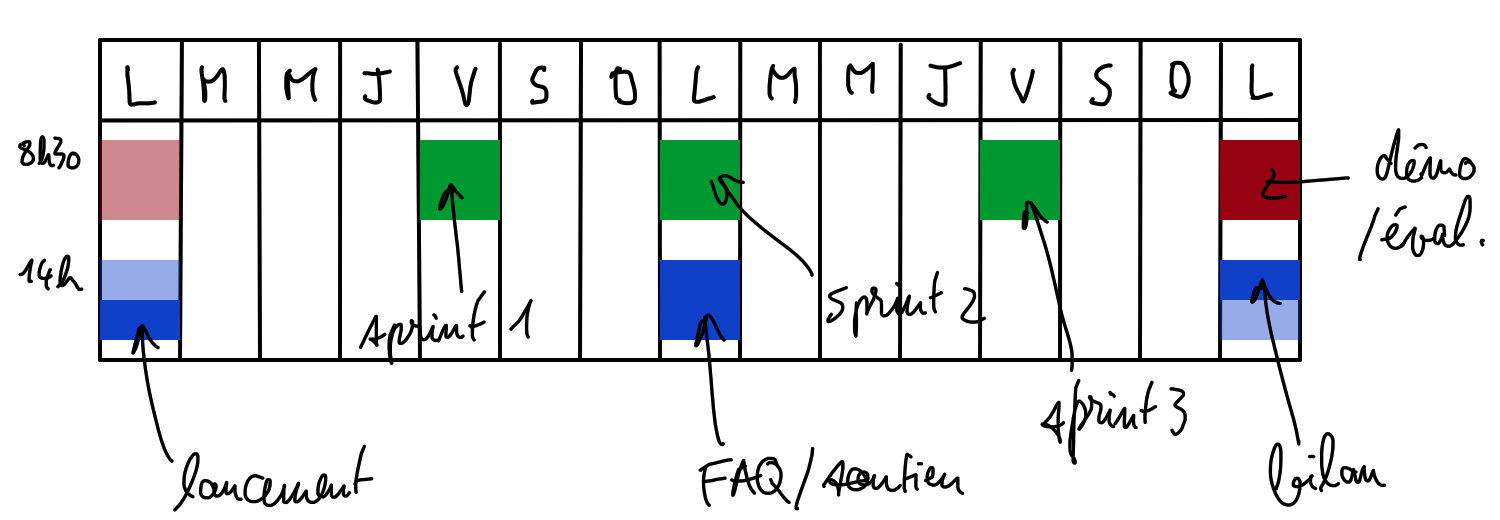 L M M J V S D L M M J V S D L
8h30
démo
/éval.
14h
sprint 1
sprint 2
sprint 3
lancement
FAQ/soutien
bilan